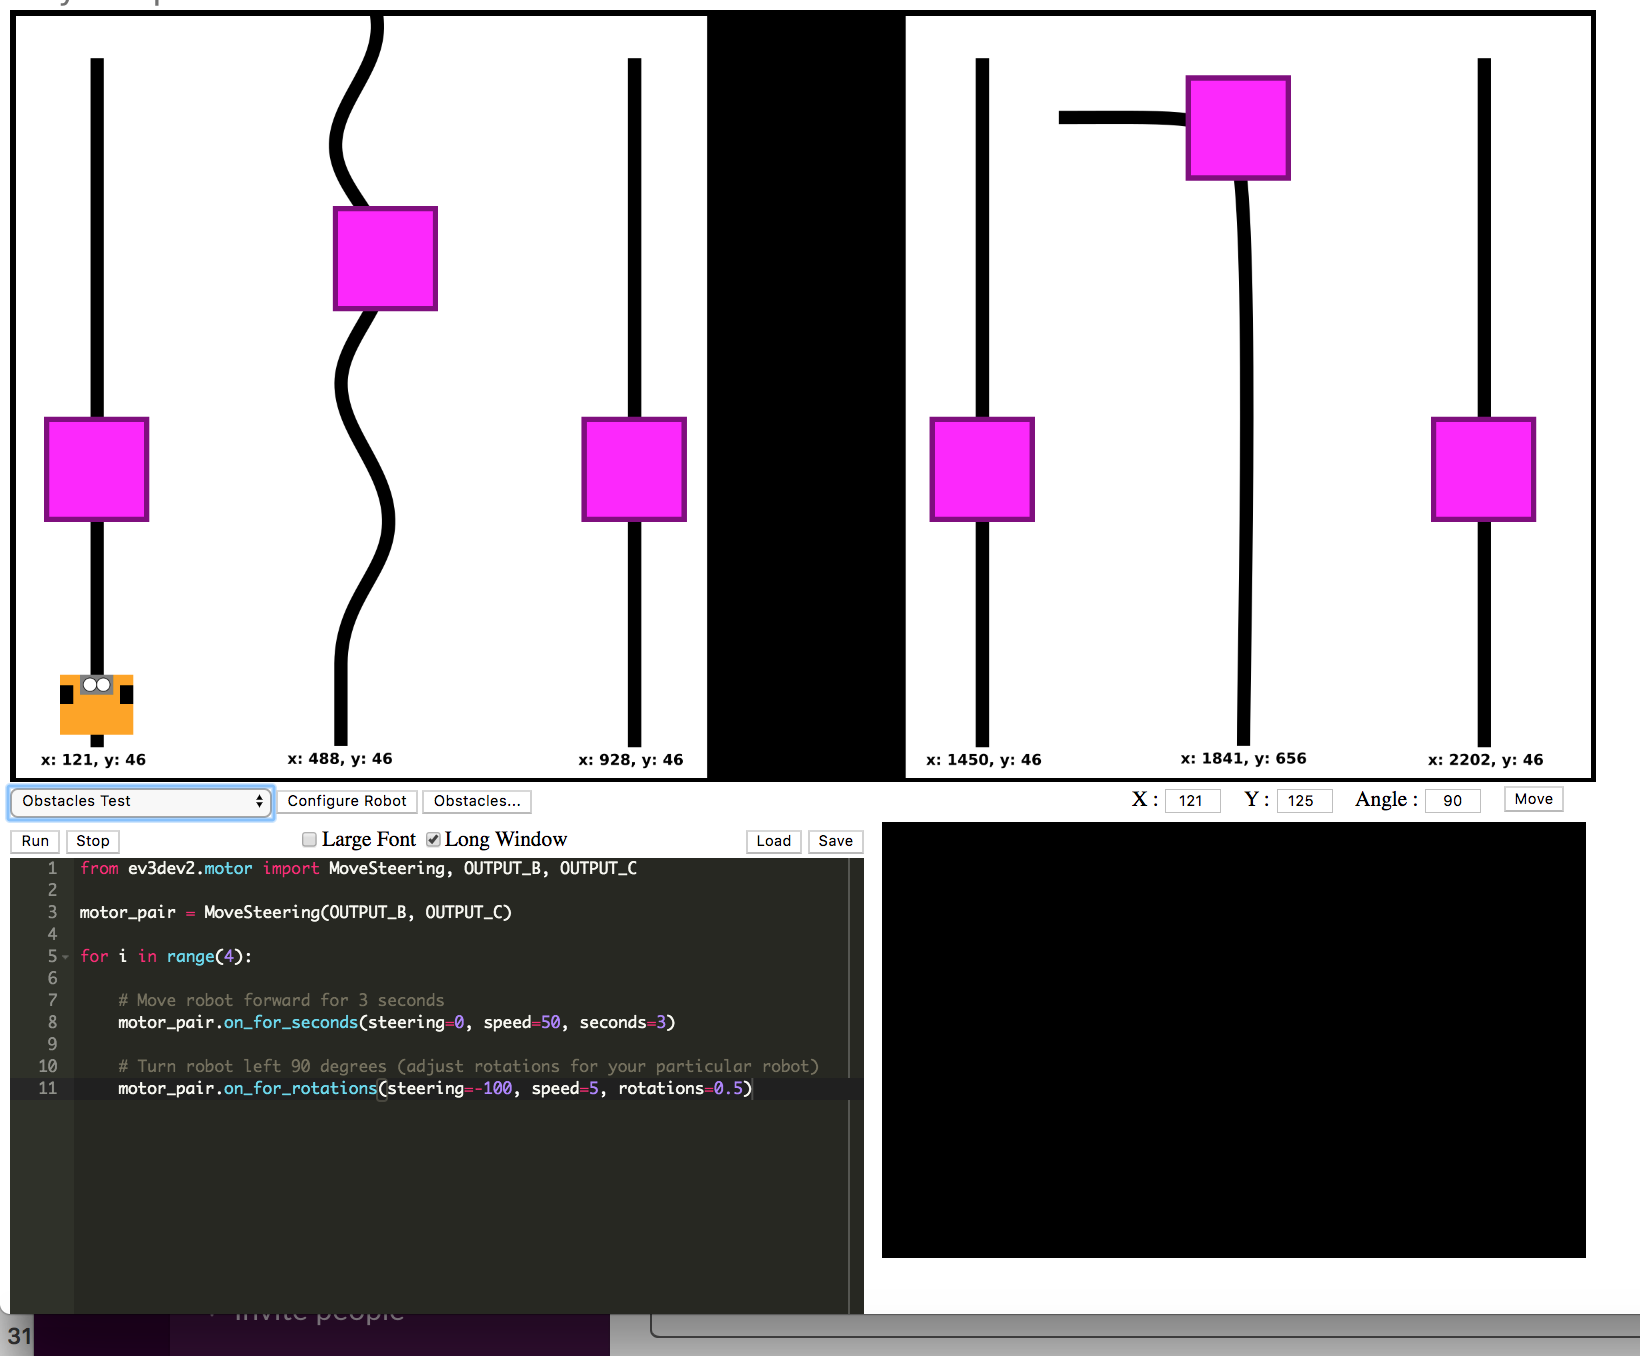 x: 121, y: 46
x: 488, y: 46
x: 928, y: 46
x: 1450, y: 46
x: 1841, y: 656
x: 2202, y: 46
Obstacles Test Configure Robot Obstacles... X : 121 Y : 125 Angle : 90 Move
Run Stop Large Font Long Window Load Save
1 from ev3dev2.motor import MoveSteering, OUTPUT_B, OUTPUT_C
2
3 motor_pair = MoveSteering(OUTPUT_B, OUTPUT_C)
4
5 for i in range(4):
6
7 # Move robot forward for 3 seconds
8 motor_pair.on_for_seconds(steering=0, speed=50, seconds=3)
9
10 # Turn robot left 90 degrees (adjust rotations for your particular robot)
11 motor_pair.on_for_rotations(steering=-100, speed=5, rotations=0.5)
Invite people
31